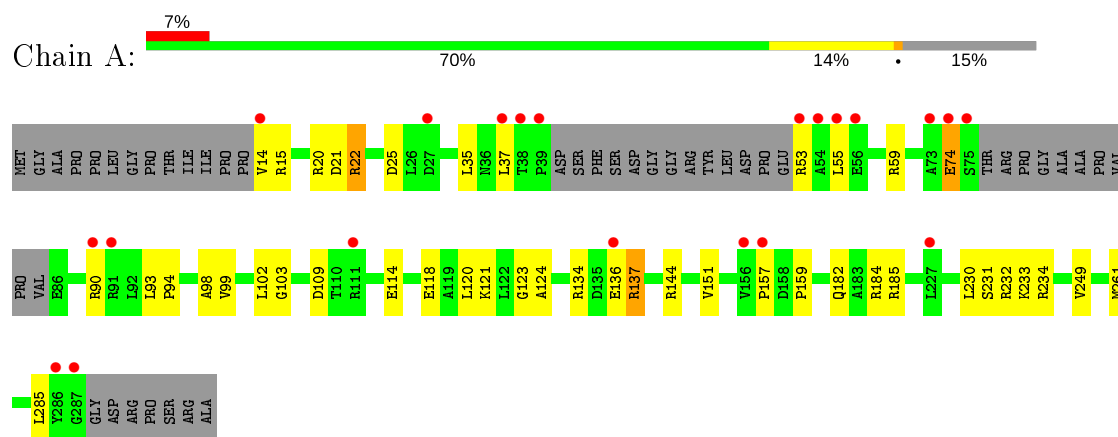 7%
Chain A:
70% 14% • 15%
MET GLY ALA PRO PRO LEU GLY PRO THR ILE ILE PRO PRO V14 R15 R20 D21 R22 D25 L26 D27 L35 N36 L37 T38 P39 ASP SER PHE SER ASP GLY GLY ARG TYR LEU ASP PRO GLU R53 A54 L55 E56 R59 A73 E74 S75 THR ARG PRO GLY ALA ALA PRO VAL
PRO VAL E86 R90 R91 L92 L93 P94 A98 V99 L102 G103 D109 T110 R111 E114 E118 A119 L120 K121 L122 G123 A124 R134 D135 E136 R137 R144 V151 V156 P157 D158 P159 Q182 A183 R184 R185 L227 L230 S231 R232 K233 R234 V249 M261
L285 Y286 G287 GLY ASP ARG PRO SER ARG ALA